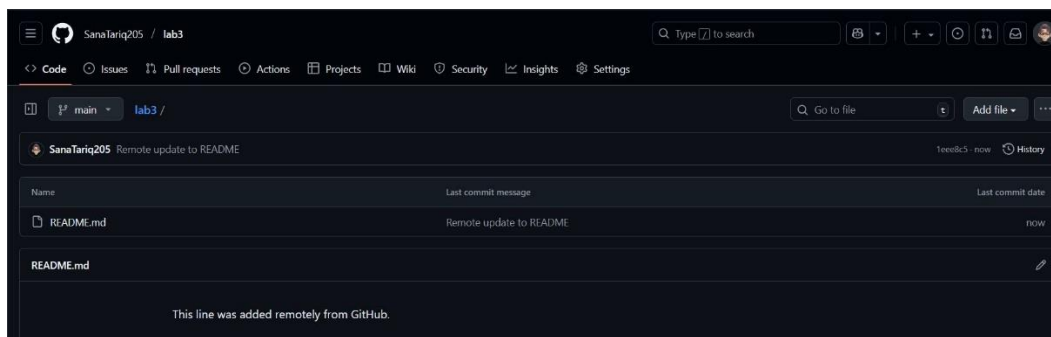 SanaTariq205 / lab3 Type / to search
Code Issues Pull requests Actions Projects Wiki Security Insights Settings
main lab3 / Go to file t Add file
SanaTariq205 Remote update to README 1eee8c5 · now History
Name Last commit message Last commit date
README.md Remote update to README now
README.md
This line was added remotely from GitHub.